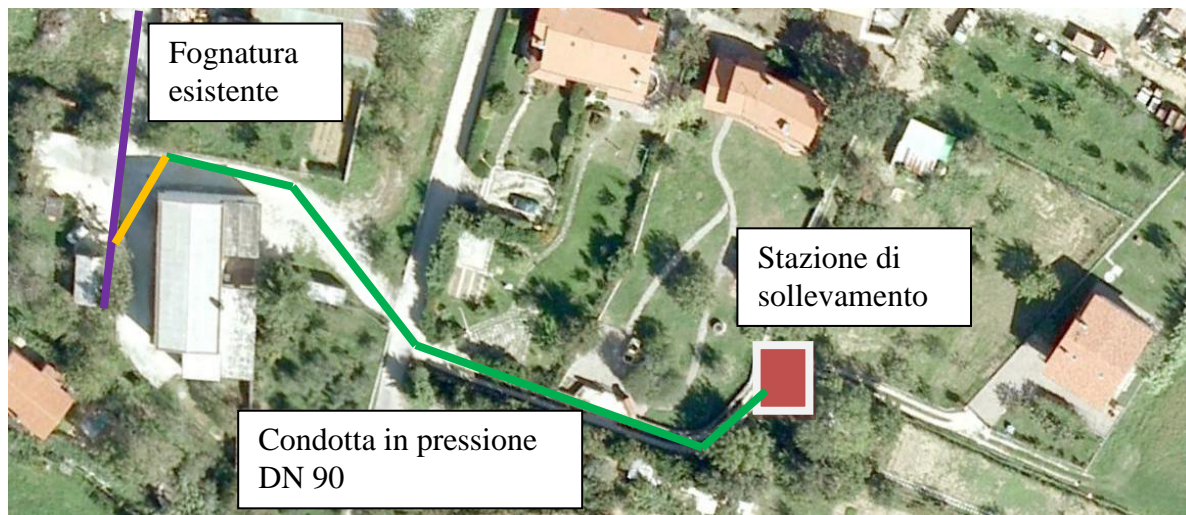 Fognatura
esistente
Stazione di
sollevamento
Condotta in pressione
DN 90